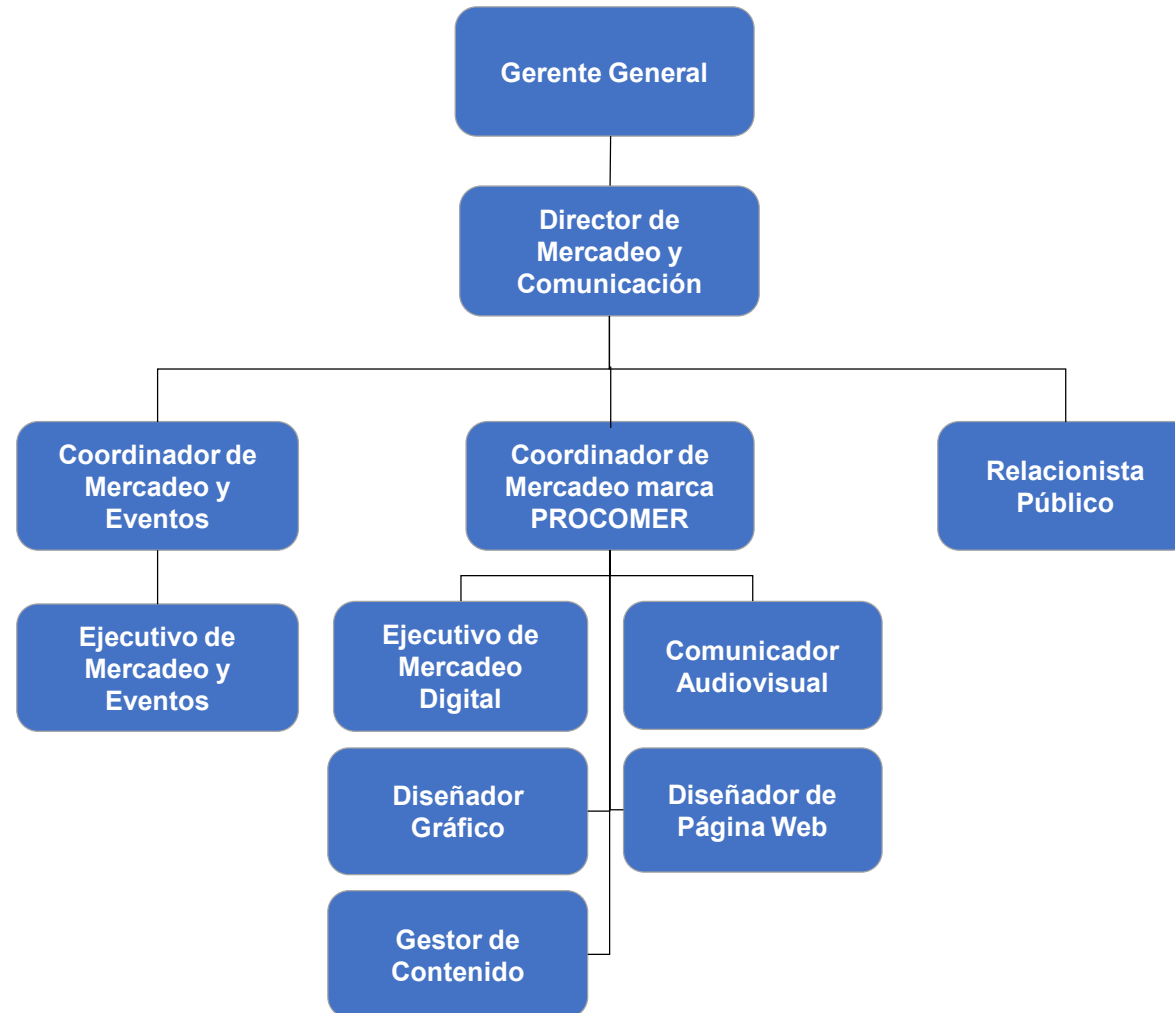 Gerente General
Director de
Mercadeo y
Comunicación
Coordinador de
Mercadeo y
Eventos
Coordinador de
Mercadeo marca
PROCOMER
Relacionista
Público
Ejecutivo de
Mercadeo y
Eventos
Ejecutivo de
Mercadeo
Digital
Comunicador
Audiovisual
Diseñador
Gráfico
Diseñador de
Página Web
Gestor de
Contenido